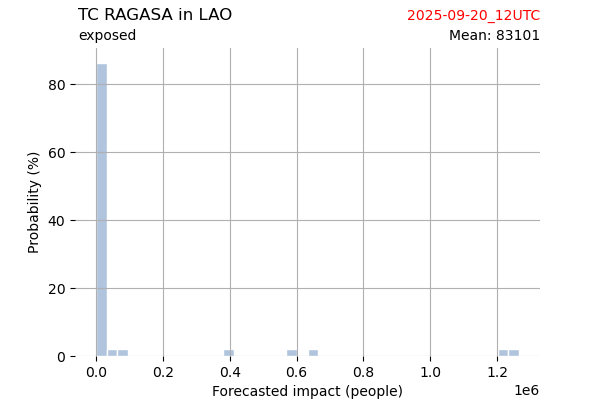 TC RAGASA in LAO
2025-09-20_12UTC
exposed
Mean: 83101
80
60
40
20
0
Probability (%)
0.0 0.2 0.4 0.6 0.8 1.0 1.2
1e6
Forecasted impact (people)